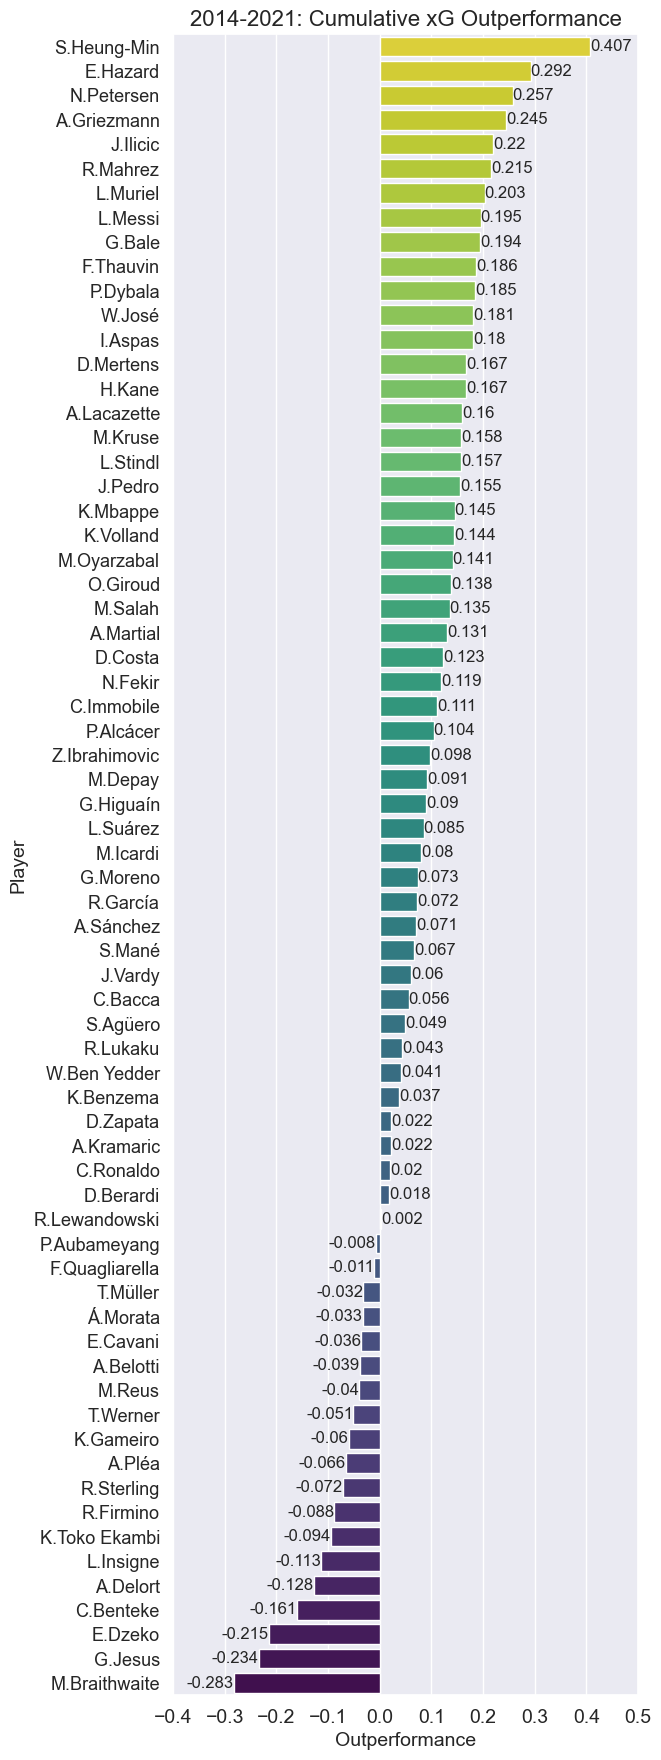 2014-2021: Cumulative xG Outperformance
S.Heung-Min 0.407
E.Hazard 0.292
N.Petersen 0.257
A.Griezmann 0.245
J.Ilicic 0.22
R.Mahrez 0.215
L.Muriel 0.203
L.Messi 0.195
G.Bale 0.194
F.Thauvin 0.186
P.Dybala 0.185
W.José 0.181
I.Aspas 0.18
D.Mertens 0.167
H.Kane 0.167
A.Lacazette 0.16
M.Kruse 0.158
L.Stindl 0.157
J.Pedro 0.155
K.Mbappe 0.145
K.Volland 0.144
M.Oyarzabal 0.141
O.Giroud 0.138
M.Salah 0.135
A.Martial 0.131
D.Costa 0.123
N.Fekir 0.119
C.Immobile 0.111
P.Alcácer 0.104
Z.Ibrahimovic 0.098
M.Depay 0.091
G.Higuaín 0.09
L.Suárez 0.085
M.Icardi 0.08
G.Moreno 0.073
R.García 0.072
A.Sánchez 0.071
S.Mané 0.067
J.Vardy 0.06
C.Bacca 0.056
S.Agüero 0.049
R.Lukaku 0.043
W.Ben Yedder 0.041
K.Benzema 0.037
D.Zapata 0.022
A.Kramaric 0.022
C.Ronaldo 0.02
D.Berardi 0.018
R.Lewandowski 0.002
P.Aubameyang -0.008
F.Quagliarella -0.011
T.Müller -0.032
Á.Morata -0.033
E.Cavani -0.036
A.Belotti -0.039
M.Reus -0.04
T.Werner -0.051
K.Gameiro -0.06
A.Pléa -0.066
R.Sterling -0.072
R.Firmino -0.088
K.Toko Ekambi -0.094
L.Insigne -0.113
A.Delort -0.128
C.Benteke -0.161
E.Dzeko -0.215
G.Jesus -0.234
M.Braithwaite -0.283
Player
−0.4 −0.3 −0.2 −0.1 0.0 0.1 0.2 0.3 0.4 0.5
Outperformance